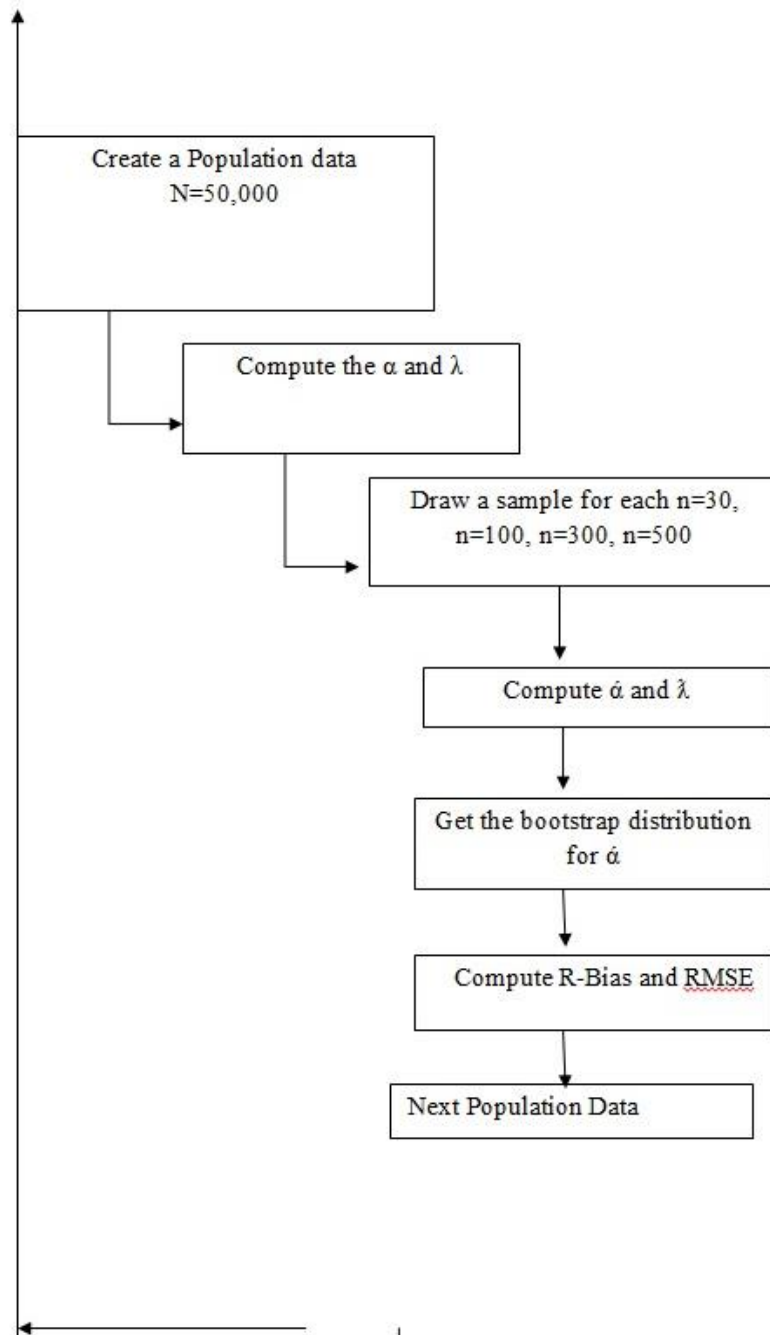 Create a Population data
N=50,000
Compute the α and λ
Draw a sample for each n=30,
n=100, n=300, n=500
Compute ά and λ̂
Get the bootstrap distribution
for ά
Compute R-Bias and RMSE
Next Population Data